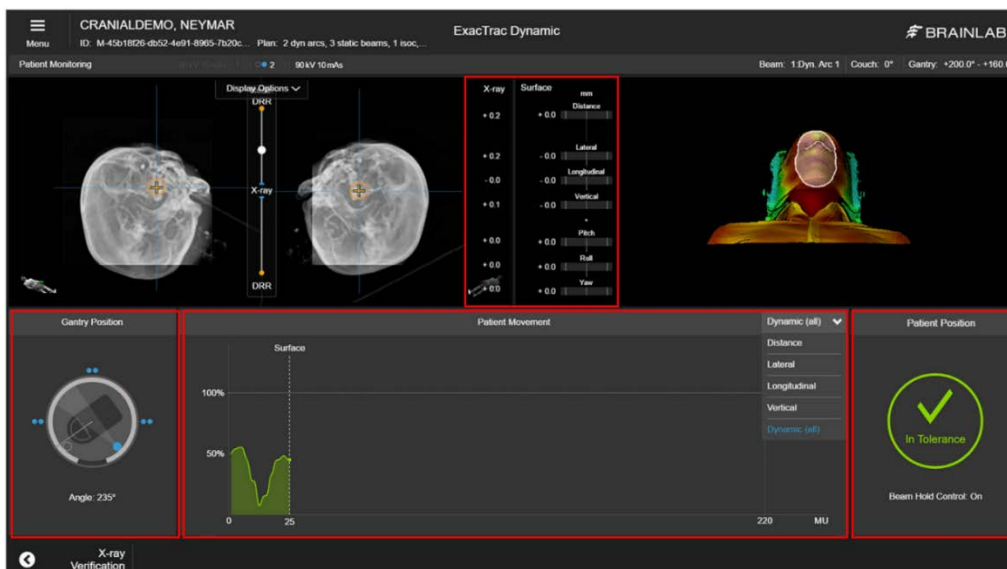 CRANIALDEMO, NEYMAR
Menu
ID: M-45b18f26-db52-4e91-8965-7b20c... Plan: 2 dyn arcs, 3 static beams, 1 isoc,...
ExacTrac Dynamic
BRAINLAB
Patient Monitoring
2 90 kV 10 mAs
Beam: 1:Dyn. Arc 1 Couch: 0° Gantry: +200.0° - +160.0
Display Options
DRR
X-ray
DRR
X-ray Surface mm
Distance
+ 0.2 + 0.0
Lateral
+ 0.2 - 0.0
Longitudinal
- 0.0 - 0.0
Vertical
+ 0.1 - 0.0
°
Pitch
+ 0.0 + 0.0
Roll
+ 0.0 + 0.0
Yaw
+ 0.0 + 0.0
Gantry Position
Angle: 235°
Patient Movement
Dynamic (all)
Distance
Lateral
Longitudinal
Vertical
Dynamic (all)
Surface
100%
50%
0 25 220 MU
Patient Position
In Tolerance
Beam Hold Control: On
X-ray
Verification